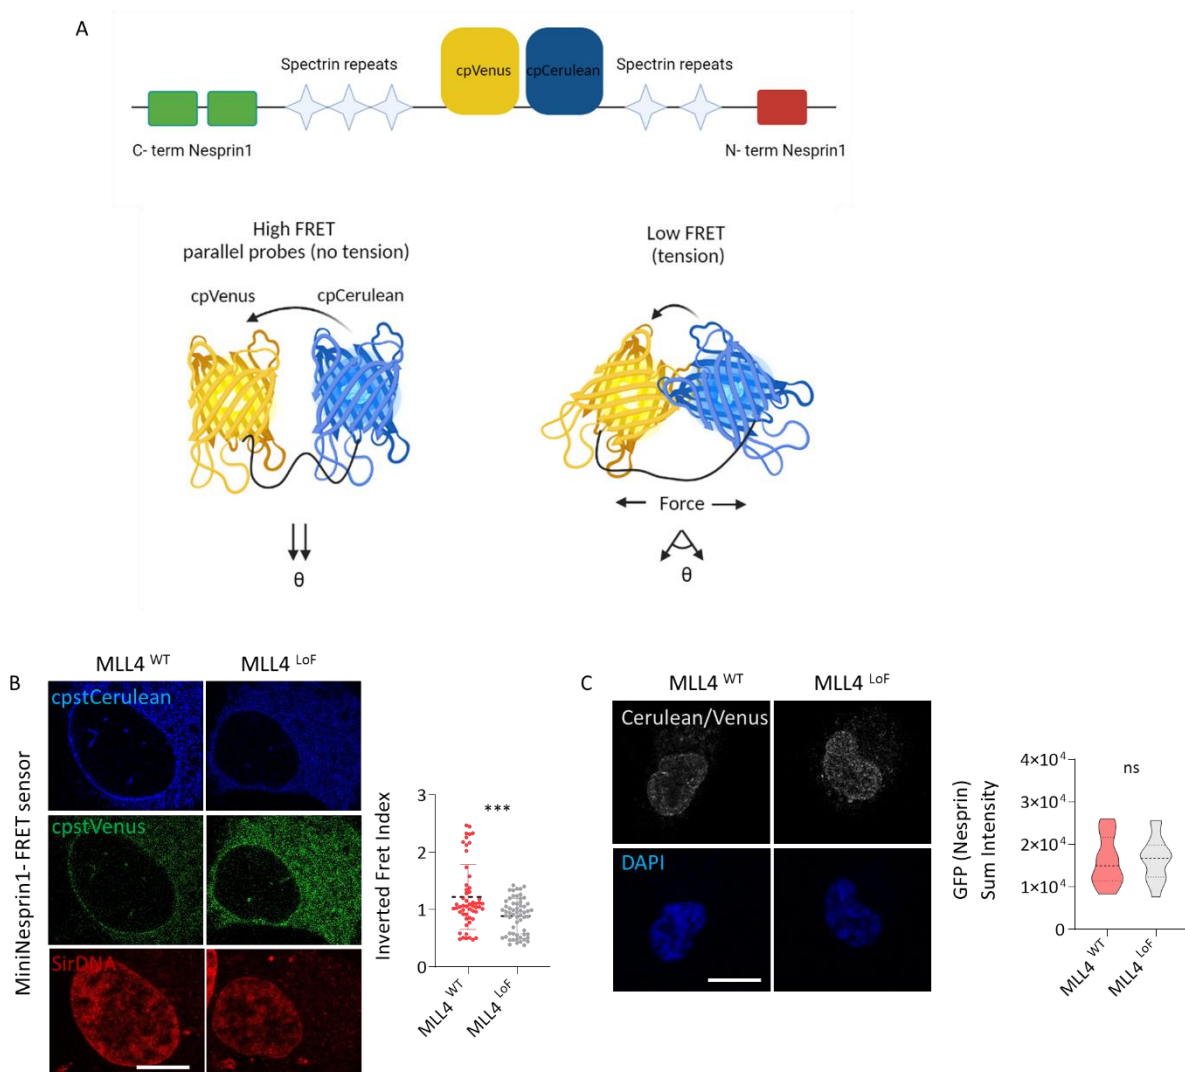 A
Spectrin repeats
cpVenus
cpCerulean
Spectrin repeats
C- term Nesprin1
N- term Nesprin1
High FRET
parallel probes (no tension)
cpVenus
cpCerulean
θ
Low FRET
(tension)
Force
θ
B
MLL4 WT
MLL4 LoF
MiniNesprin1- FRET sensor
cpstCerulean
cpstVenus
SirDNA
Inverted Fret Index
3
2
1
0
***
MLL4 WT
MLL4 LoF
C
MLL4 WT
MLL4 LoF
Cerulean/Venus
DAPI
GFP (Nesprin)
Sum Intensity
4×10⁴
3×10⁴
2×10⁴
1×10⁴
0
ns
MLL4 WT
MLL4 LoF